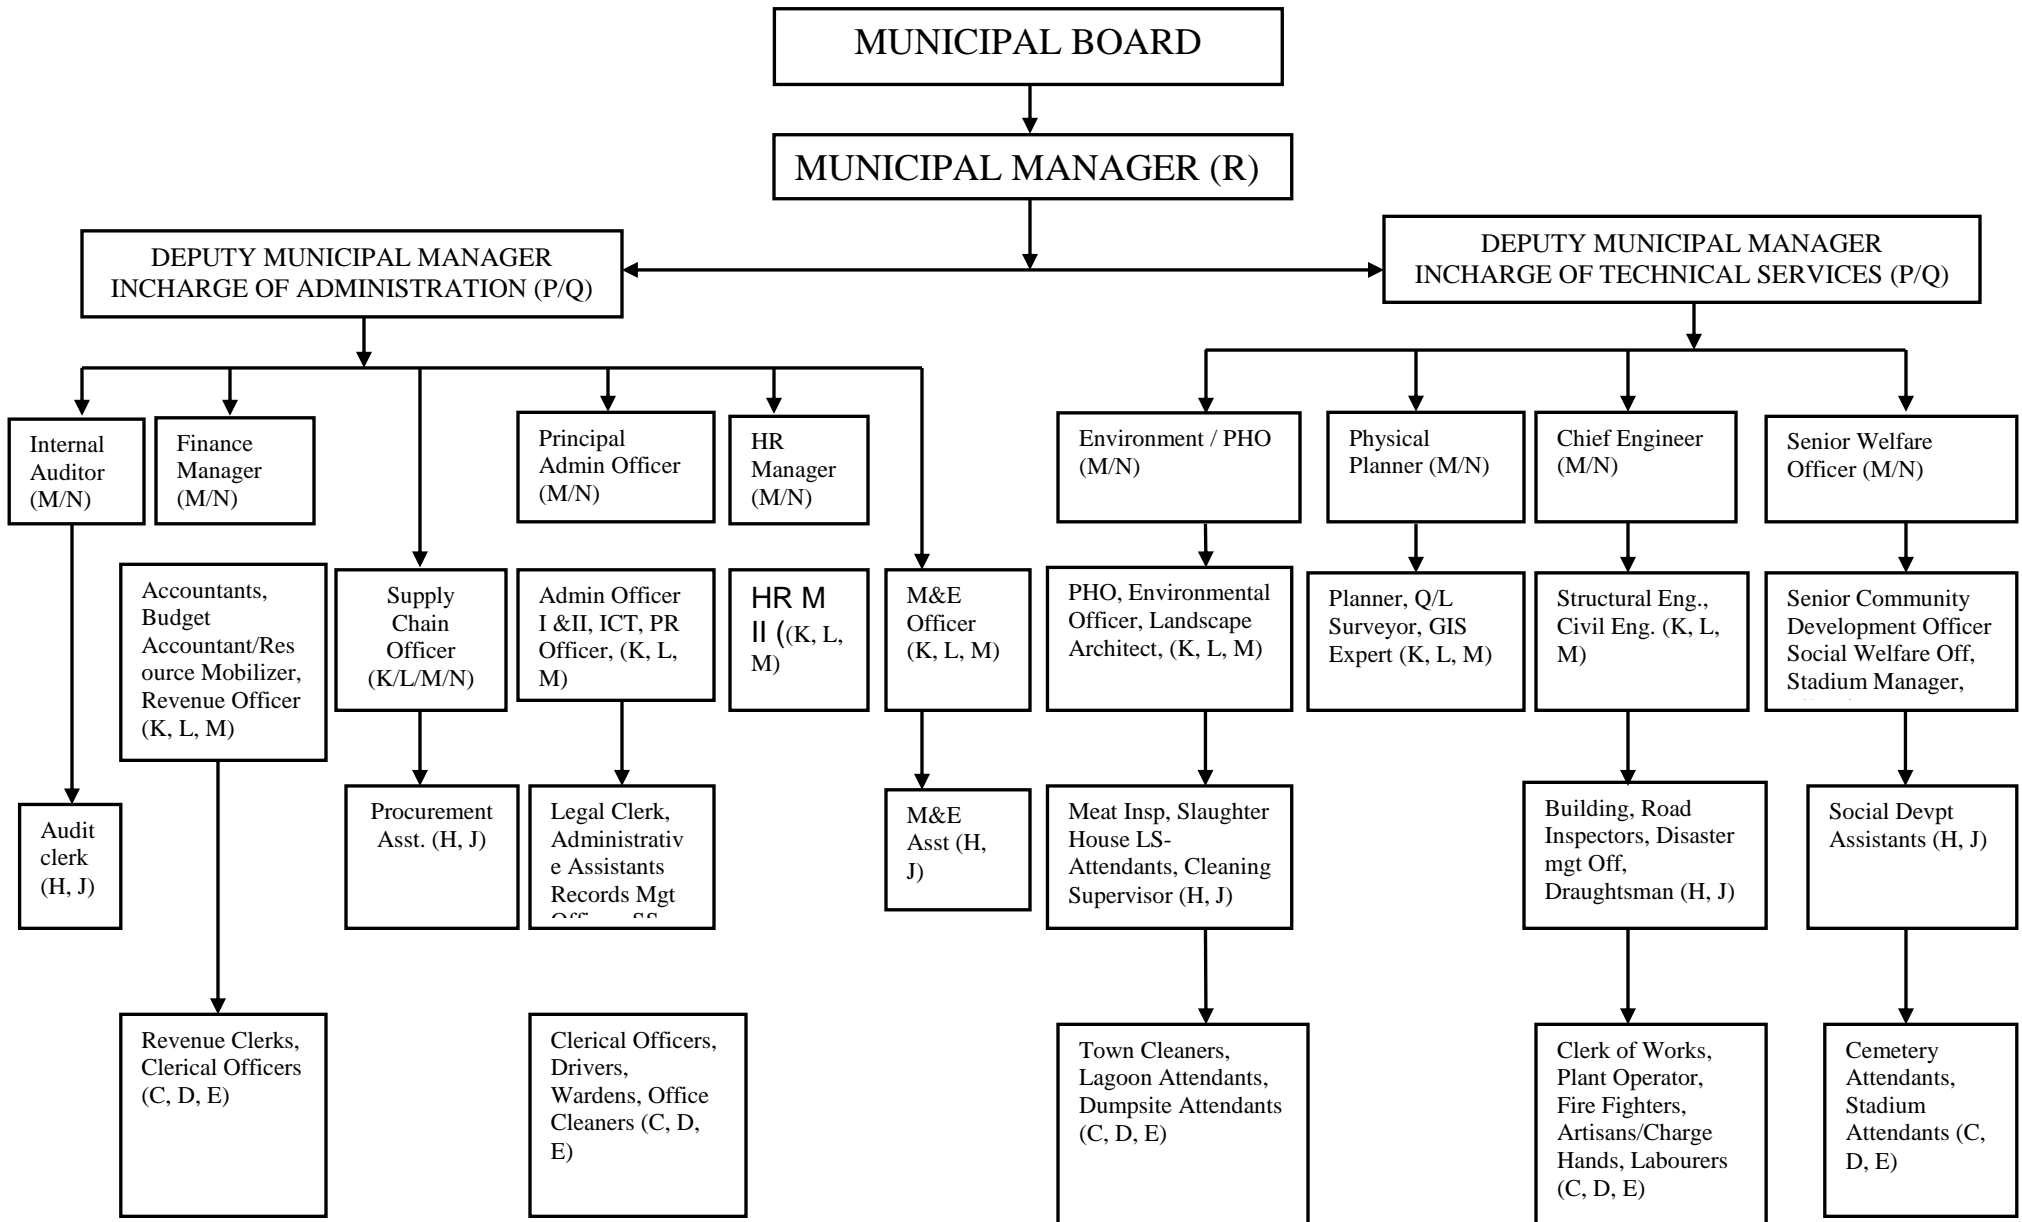 MUNICIPAL BOARD
MUNICIPAL MANAGER (R)
DEPUTY MUNICIPAL MANAGER
INCHARGE OF ADMINISTRATION (P/Q)
DEPUTY MUNICIPAL MANAGER
INCHARGE OF TECHNICAL SERVICES (P/Q)
Internal
Auditor
(M/N)
Finance
Manager
(M/N)
Principal
Admin Officer
(M/N)
HR
Manager
(M/N)
Environment / PHO
(M/N)
Physical
Planner (M/N)
Chief Engineer
(M/N)
Senior Welfare
Officer (M/N)
Accountants,
Budget
Accountant/Res
ource Mobilizer,
Revenue Officer
(K, L, M)
Supply
Chain
Officer
(K/L/M/N)
Admin Officer
I &II, ICT, PR
Officer, (K, L,
M)
HR M
II ((K, L,
M)
M&E
Officer
(K, L, M)
PHO, Environmental
Officer, Landscape
Architect, (K, L, M)
Planner, Q/L
Surveyor, GIS
Expert (K, L, M)
Structural Eng.,
Civil Eng. (K, L,
M)
Senior Community
Development Officer
Social Welfare Off,
Stadium Manager,
Audit
clerk
(H, J)
Procurement
Asst. (H, J)
Legal Clerk,
Administrativ
e Assistants
Records Mgt
M&E
Asst (H,
J)
Meat Insp, Slaughter
House LS-
Attendants, Cleaning
Supervisor (H, J)
Building, Road
Inspectors, Disaster
mgt Off,
Draughtsman (H, J)
Social Devpt
Assistants (H, J)
Revenue Clerks,
Clerical Officers
(C, D, E)
Clerical Officers,
Drivers,
Wardens, Office
Cleaners (C, D,
E)
Town Cleaners,
Lagoon Attendants,
Dumpsite Attendants
(C, D, E)
Clerk of Works,
Plant Operator,
Fire Fighters,
Artisans/Charge
Hands, Labourers
(C, D, E)
Cemetery
Attendants,
Stadium
Attendants (C,
D, E)